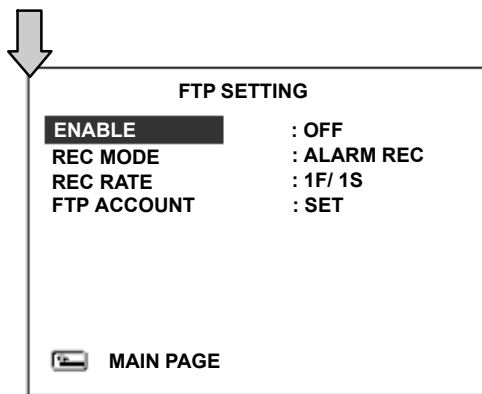 FTP SETTING
ENABLE : OFF
REC MODE : ALARM REC
REC RATE : 1F/ 1S
FTP ACCOUNT : SET
MAIN PAGE